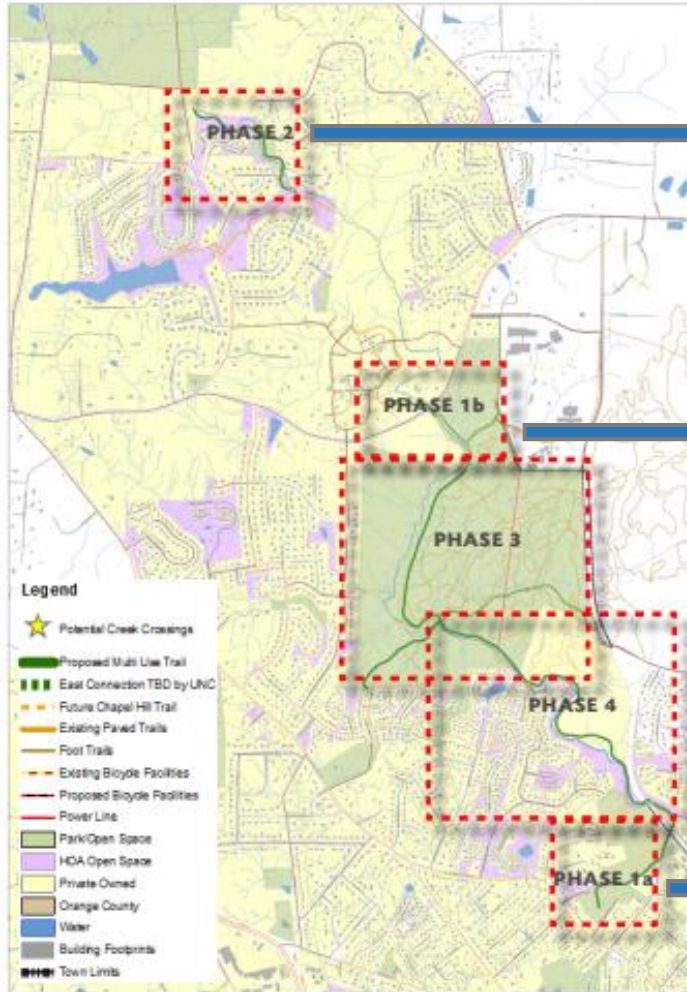 PHASE 2
PHASE 1b
PHASE 3
PHASE 4
PHASE 1a
Legend
Potential Creek Crossings
Proposed Multi Use Trail
East Connection TBD by UNC
Future Chapel Hill Trail
Existing Paved Trails
Foot Trails
Existing Bicycle Facilities
Proposed Bicycle Facilities
Power Line
Park/Open Space
HOA Open Space
Private Owned
Orange County
Water
Building Footprints
Town Limits